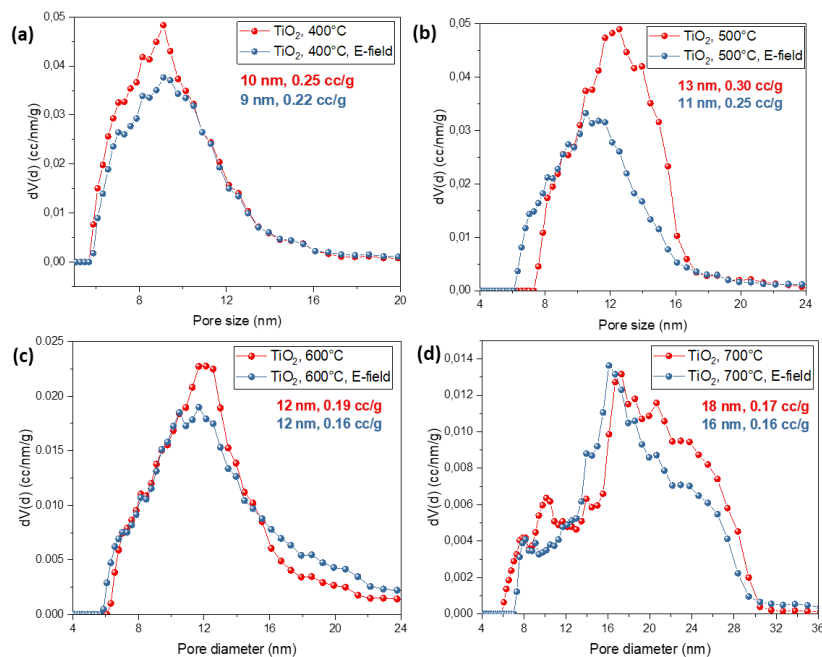 (a)
TiO2, 400°C
TiO2, 400°C, E-field
10 nm, 0.25 cc/g
9 nm, 0.22 cc/g
dV(d) (cc/nm/g)
0,05
0,04
0,03
0,02
0,01
0,00
8 12 16 20
Pore size (nm)
(b)
TiO2, 500°C
TiO2, 500°C, E-field
13 nm, 0.30 cc/g
11 nm, 0.25 cc/g
dV(d) (cc/nm/g)
0,05
0,04
0,03
0,02
0,01
0,00
4 6 8 10 12 14 16 18 20 22 24
Pore size (nm)
(c)
TiO2, 600°C
TiO2, 600°C, E-field
12 nm, 0.19 cc/g
12 nm, 0.16 cc/g
dV(d) (cc/nm/g)
0.025
0.020
0.015
0.010
0.005
0.000
4 8 12 16 20 24
Pore diameter (nm)
(d)
TiO2, 700°C
TiO2, 700°C, E-field
18 nm, 0.17 cc/g
16 nm, 0.16 cc/g
dV(d) (cc/nm/g)
0,014
0,012
0,010
0,008
0,006
0,004
0,002
0,000
4 8 12 16 20 24 28 32 36
Pore diameter (nm)